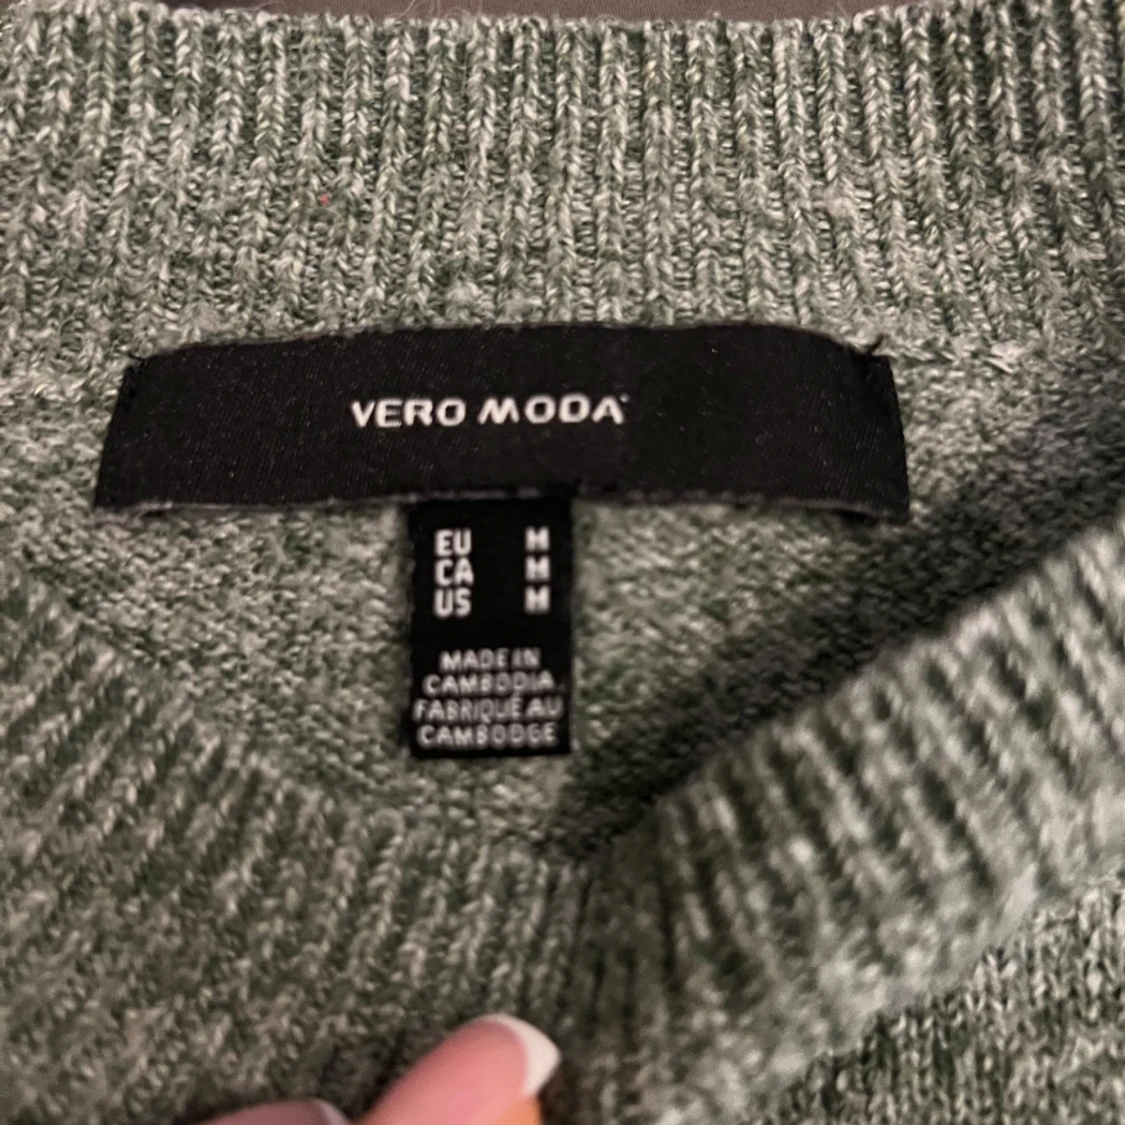 VERO MODA
EU M
CA M
US M
MADE IN
CAMBODIA
FABRIQUÉ AU
CAMBODGE